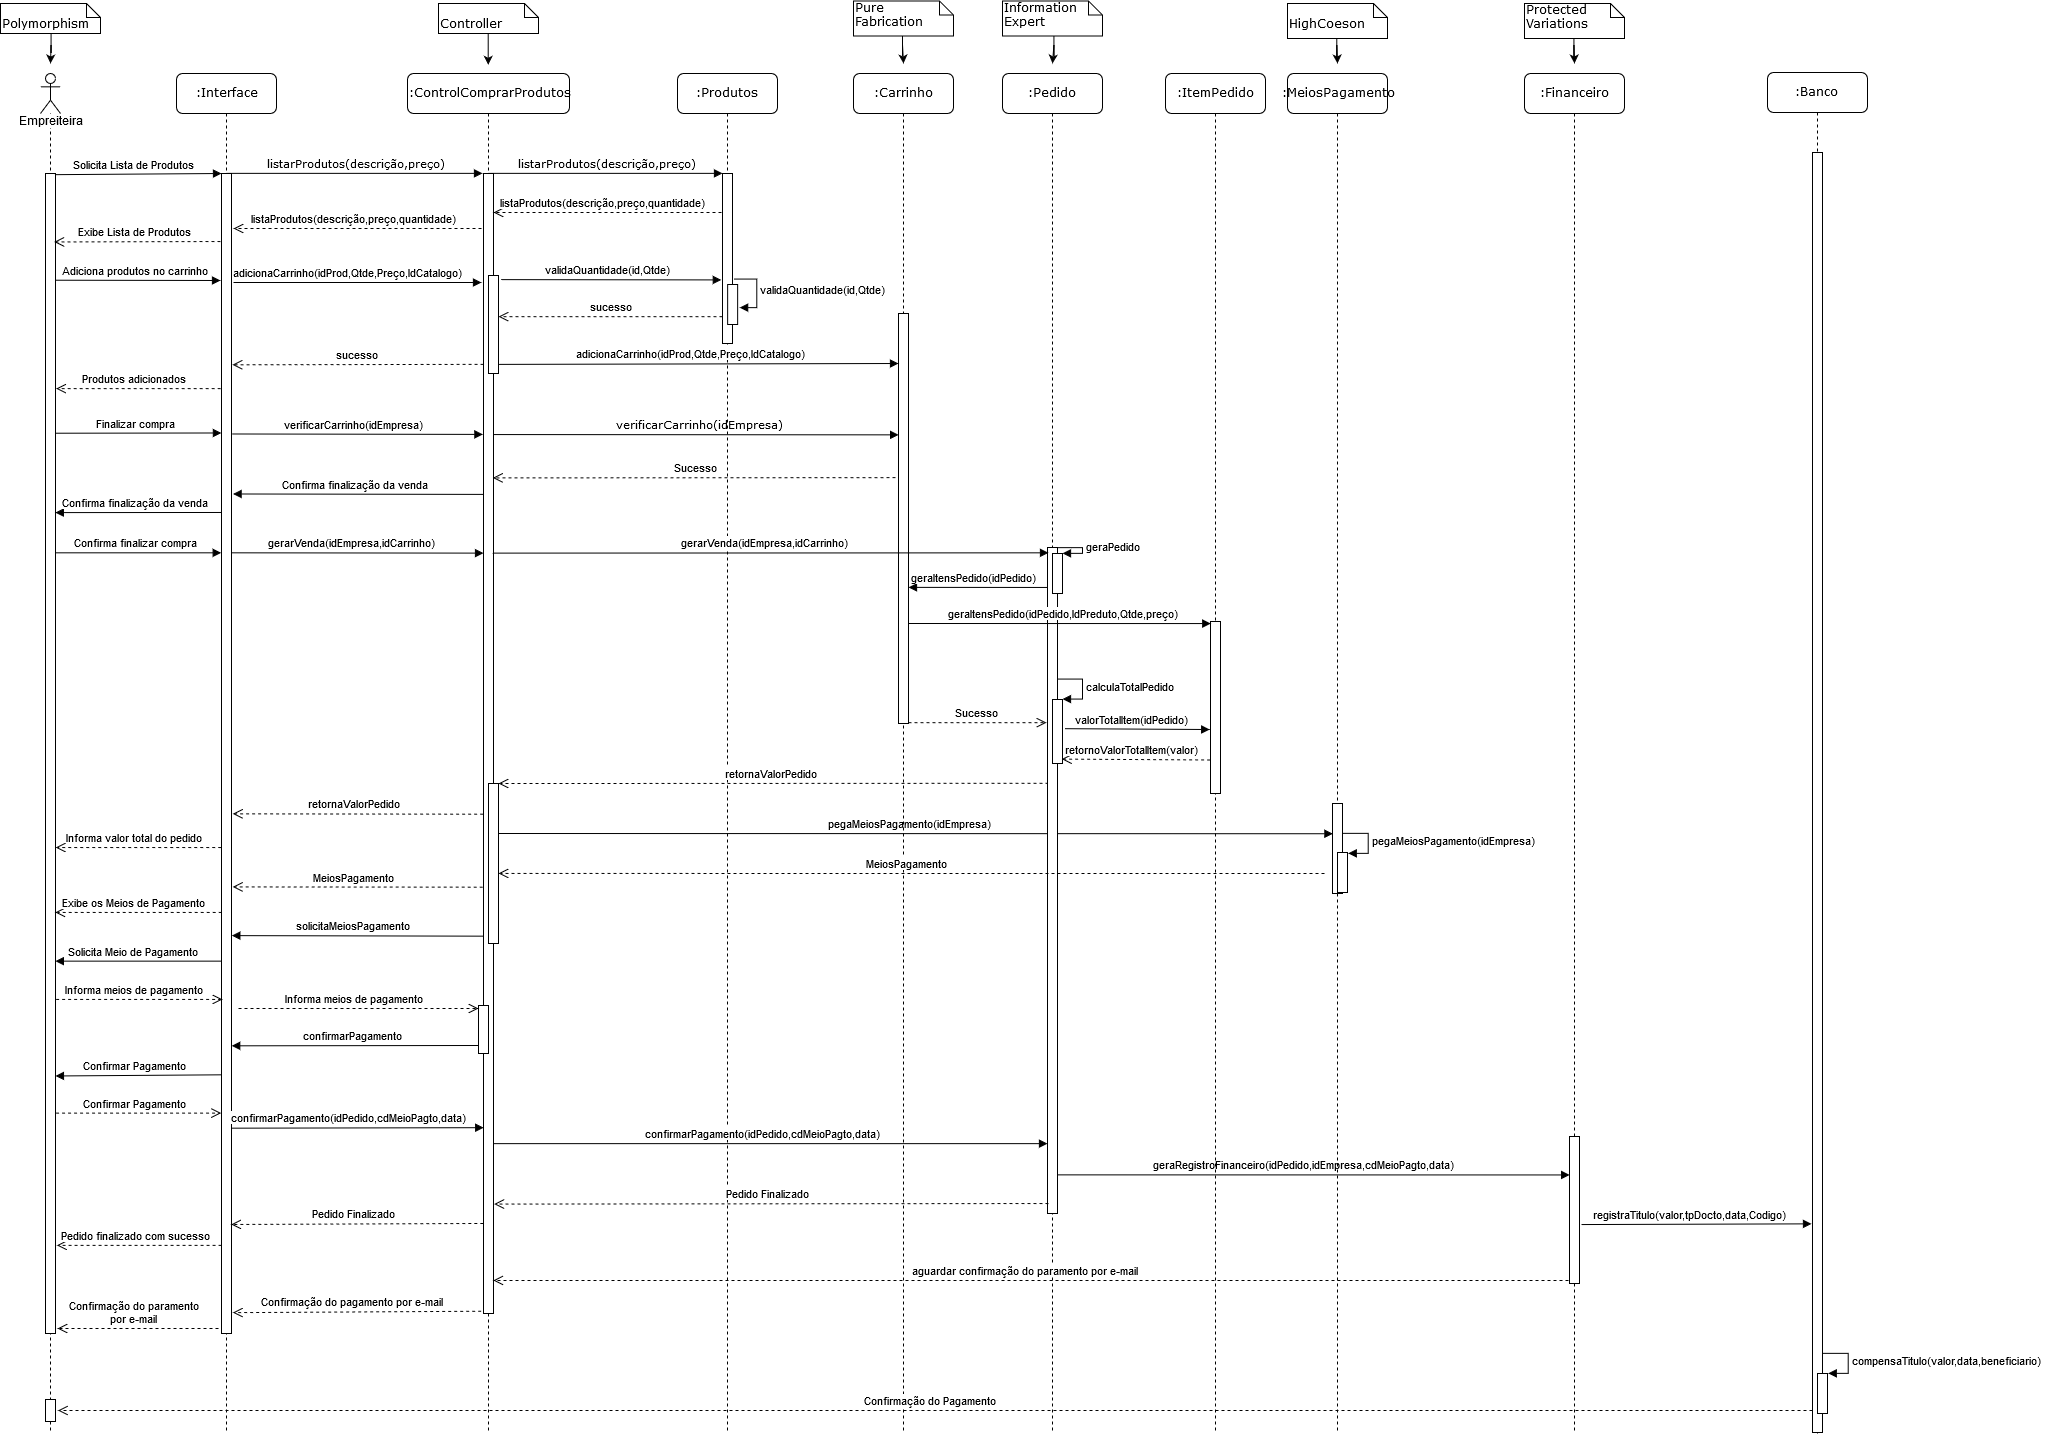 Polymorphism
Controller
Pure
Fabrication
Information
Expert
HighCoeson
Protected
Variations
Empreiteira
:Interface
:ControlComprarProdutos
:Produtos
:Carrinho
:Pedido
:ItemPedido
:MeiosPagamento
:Financeiro
:Banco
Solicita Lista de Produtos
listarProdutos(descrição,preço)
listarProdutos(descrição,preço)
listaProdutos(descrição,preço,quantidade)
listaProdutos(descrição,preço,quantidade)
Exibe Lista de Produtos
Adiciona produtos no carrinho
adicionaCarrinho(idProd,Qtde,Preço,IdCatalogo)
validaQuantidade(id,Qtde)
validaQuantidade(id,Qtde)
sucesso
sucesso
adicionaCarrinho(idProd,Qtde,Preço,IdCatalogo)
Produtos adicionados
Finalizar compra
verificarCarrinho(idEmpresa)
verificarCarrinho(idEmpresa)
Sucesso
Confirma finalização da venda
Confirma finalização da venda
Confirma finalizar compra
gerarVenda(idEmpresa,idCarrinho)
gerarVenda(idEmpresa,idCarrinho)
geraPedido
geraItensPedido(idPedido)
geraItensPedido(idPedido,IdPreduto,Qtde,preço)
calculaTotalPedido
Sucesso
valorTotalItem(idPedido)
retornoValorTotalItem(valor)
retornaValorPedido
retornaValorPedido
pegaMeiosPagamento(idEmpresa)
Informa valor total do pedido
pegaMeiosPagamento(idEmpresa)
MeiosPagamento
MeiosPagamento
Exibe os Meios de Pagamento
solicitaMeiosPagamento
Solicita Meio de Pagamento
Informa meios de pagamento
Informa meios de pagamento
confirmarPagamento
Confirmar Pagamento
Confirmar Pagamento
confirmarPagamento(idPedido,cdMeioPagto,data)
confirmarPagamento(idPedido,cdMeioPagto,data)
geraRegistroFinanceiro(idPedido,idEmpresa,cdMeioPagto,data)
Pedido Finalizado
Pedido Finalizado
registraTitulo(valor,tpDocto,data,Codigo)
Pedido finalizado com sucesso
aguardar confirmação do paramento por e-mail
Confirmação do pagamento por e-mail
Confirmação do paramento
por e-mail
compensaTitulo(valor,data,beneficiario)
Confirmação do Pagamento